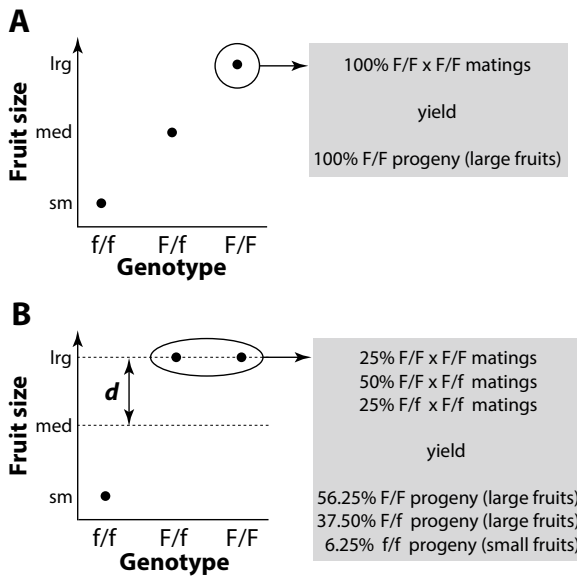 A
Fruit size
lrg
med
sm
f/f F/f F/F
Genotype
100% F/F x F/F matings
yield
100% F/F progeny (large fruits)
B
Fruit size
lrg
d
med
sm
f/f F/f F/F
Genotype
25% F/F x F/F matings
50% F/F x F/f matings
25% F/f x F/f matings
yield
56.25% F/F progeny (large fruits)
37.50% F/f progeny (large fruits)
6.25% f/f progeny (small fruits)